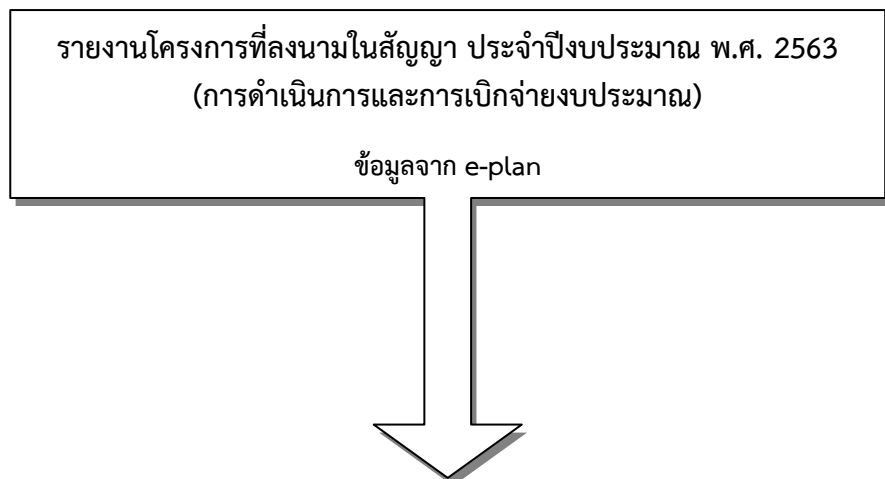 รายงานโครงการที่ลงนามในสัญญา ประจำปีงบประมาณ พ.ศ. 2563
(การดำเนินการและการเบิกจ่ายงบประมาณ)
ข้อมูลจาก e-plan